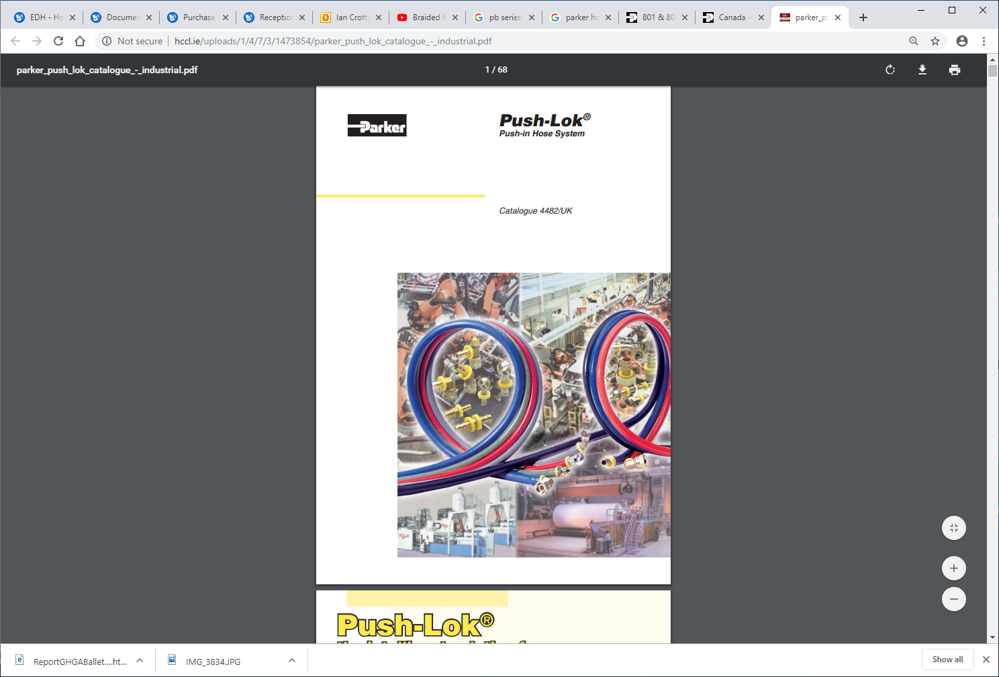 EDH - Ho
Documen
Purchase
Reception
Ian Crotty
Braided h
pb series
parker ho
801 & 80
Canada -
parker_pu
Not secure
hccl.ie/uploads/1/4/7/3/1473854/parker_push_lok_catalogue_-_industrial.pdf
parker_push_lok_catalogue_-_industrial.pdf
1 / 68
Parker
Push-Lok®
Push-in Hose System
Catalogue 4482/UK
Push-Lok®
ReportGHGABallet....ht...
IMG_3834.JPG
Show all